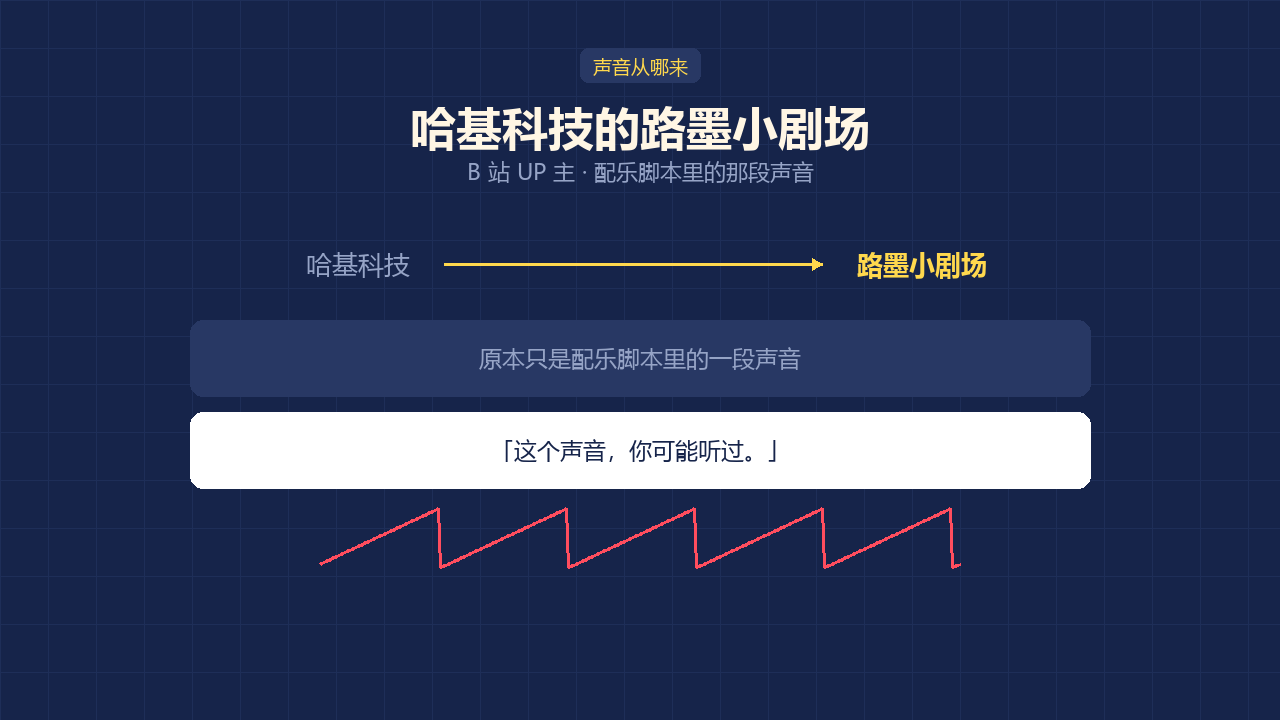 声音从哪来
哈基科技的路墨小剧场
B 站 UP 主 · 配乐脚本里的那段声音
哈基科技
路墨小剧场
原本只是配乐脚本里的一段声音
「这个声音，你可能听过。」